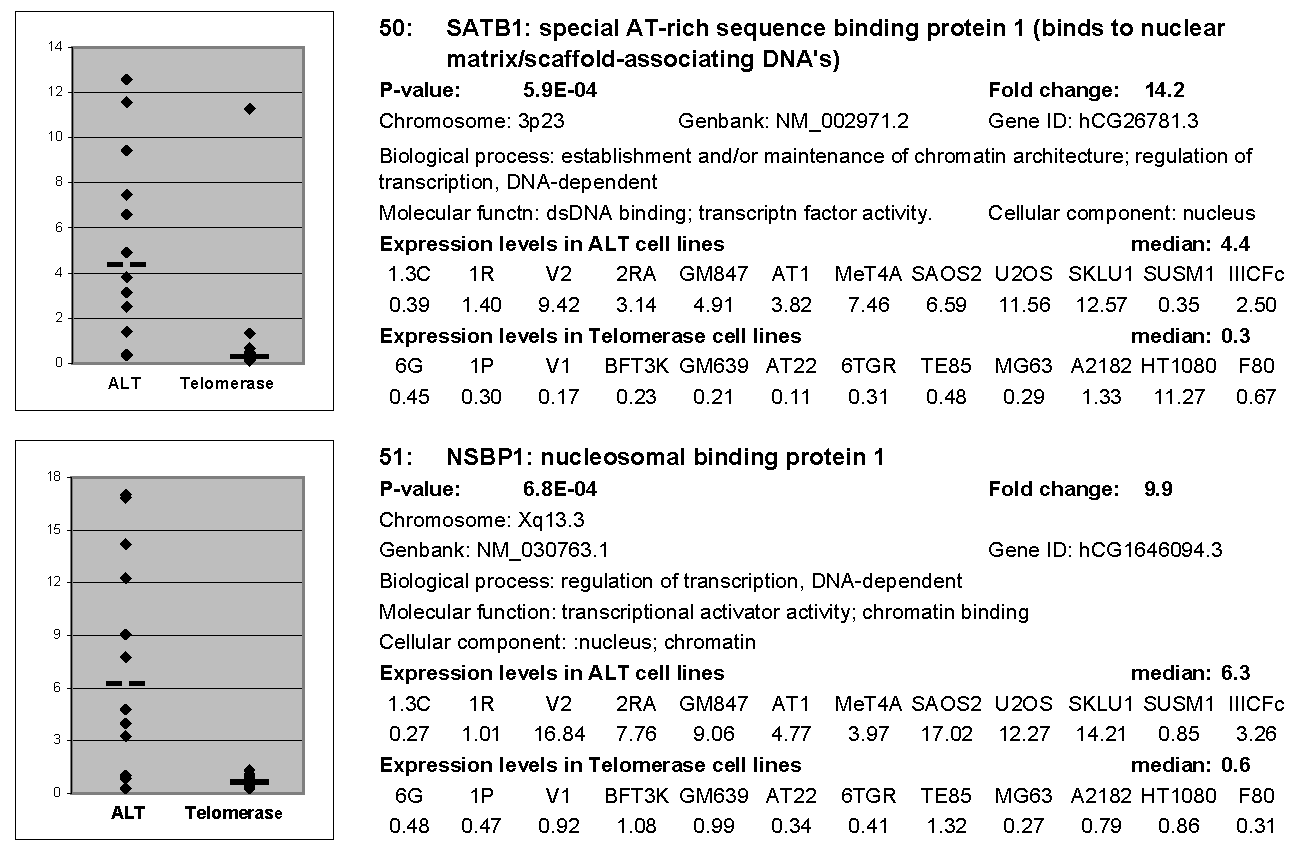 14
12
10
8
6
4
2
0
ALT Telomerase
50: SATB1: special AT-rich sequence binding protein 1 (binds to nuclear
matrix/scaffold-associating DNA's)
P-value: 5.9E-04 Fold change: 14.2
Chromosome: 3p23 Genbank: NM_002971.2 Gene ID: hCG26781.3
Biological process: establishment and/or maintenance of chromatin architecture; regulation of
transcription, DNA-dependent
Molecular functn: dsDNA binding; transcriptn factor activity. Cellular component: nucleus
Expression levels in ALT cell lines median: 4.4
1.3C 1R V2 2RA GM847 AT1 MeT4A SAOS2 U2OS SKLU1 SUSM1 IIICFc
0.39 1.40 9.42 3.14 4.91 3.82 7.46 6.59 11.56 12.57 0.35 2.50
Expression levels in Telomerase cell lines median: 0.3
6G 1P V1 BFT3K GM639 AT22 6TGR TE85 MG63 A2182 HT1080 F80
0.45 0.30 0.17 0.23 0.21 0.11 0.31 0.48 0.29 1.33 11.27 0.67
18
15
12
9
6
3
0
ALT Telomerase
51: NSBP1: nucleosomal binding protein 1
P-value: 6.8E-04 Fold change: 9.9
Chromosome: Xq13.3
Genbank: NM_030763.1 Gene ID: hCG1646094.3
Biological process: regulation of transcription, DNA-dependent
Molecular function: transcriptional activator activity; chromatin binding
Cellular component: :nucleus; chromatin
Expression levels in ALT cell lines median: 6.3
1.3C 1R V2 2RA GM847 AT1 MeT4A SAOS2 U2OS SKLU1 SUSM1 IIICFc
0.27 1.01 16.84 7.76 9.06 4.77 3.97 17.02 12.27 14.21 0.85 3.26
Expression levels in Telomerase cell lines median: 0.6
6G 1P V1 BFT3K GM639 AT22 6TGR TE85 MG63 A2182 HT1080 F80
0.48 0.47 0.92 1.08 0.99 0.34 0.41 1.32 0.27 0.79 0.86 0.31